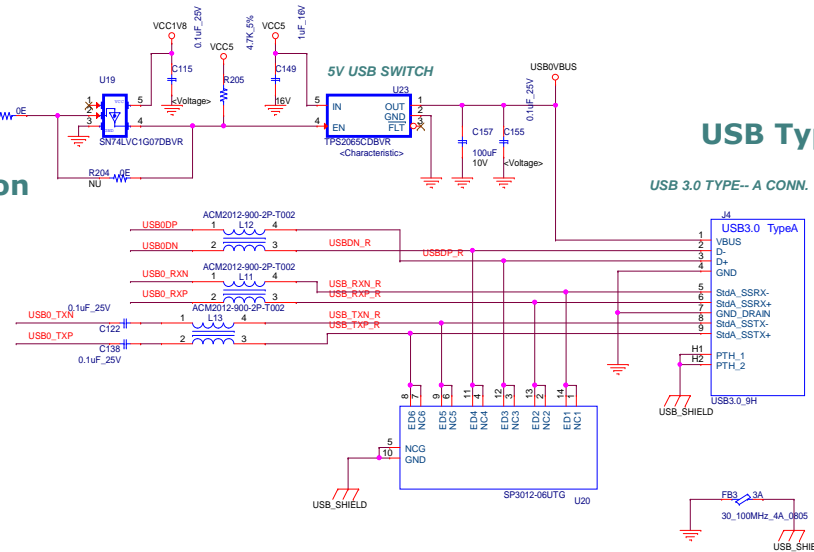 VCC1V8
0.1uF_25V
VCC5
4.7K_5%
VCC5
1uF_16V
C115
<Voltage>
R205
C149
16V
5V USB SWITCH
USB0VBUS
0.1uF_25V
U19
0E
1
2
3
5
4
VCC
GND
SN74LVC1G07DBVR
R204
0E
NU
U23
5
IN
4
EN
OUT
1
GND
2
FLT
3
TPS2065CDBVR
<Characteristic>
C157
100uF
10V
C155
<Voltage>
USB Typ
on
USB 3.0 TYPE-- A CONN.
ACM2012-900-2P-T002
USB0DP
1
L12
4
USB0DN
2
3
USBDN_R
USBDP_R
ACM2012-900-2P-T002
USB0_RXN
1
L11
4
USB_RXN_R
USB0_RXP
2
3
USB_RXP_R
ACM2012-900-2P-T002
0.1uF_25V
USB0_TXN
C122
1
L13
4
USB_TXN_R
USB0_TXP
C138
0.1uF_25V
2
3
USB_TXP_R
J4
USB3.0 TypeA
1
VBUS
2
D-
3
D+
4
GND
5
StdA_SSRX-
6
StdA_SSRX+
7
GND_DRAIN
8
StdA_SSTX-
9
StdA_SSTX+
H1
PTH_1
H2
PTH_2
USB3.0_9H
USB_SHIELD
8
ED6
7
NC6
9
ED5
6
NC5
11
ED4
4
NC4
12
ED3
3
NC3
13
ED2
2
NC2
14
ED1
1
NC1
5
NCG
10
GND
SP3012-06UTG
U20
USB_SHIELD
FB3
3A
30_100MHz_4A_0805
USB_SHIE